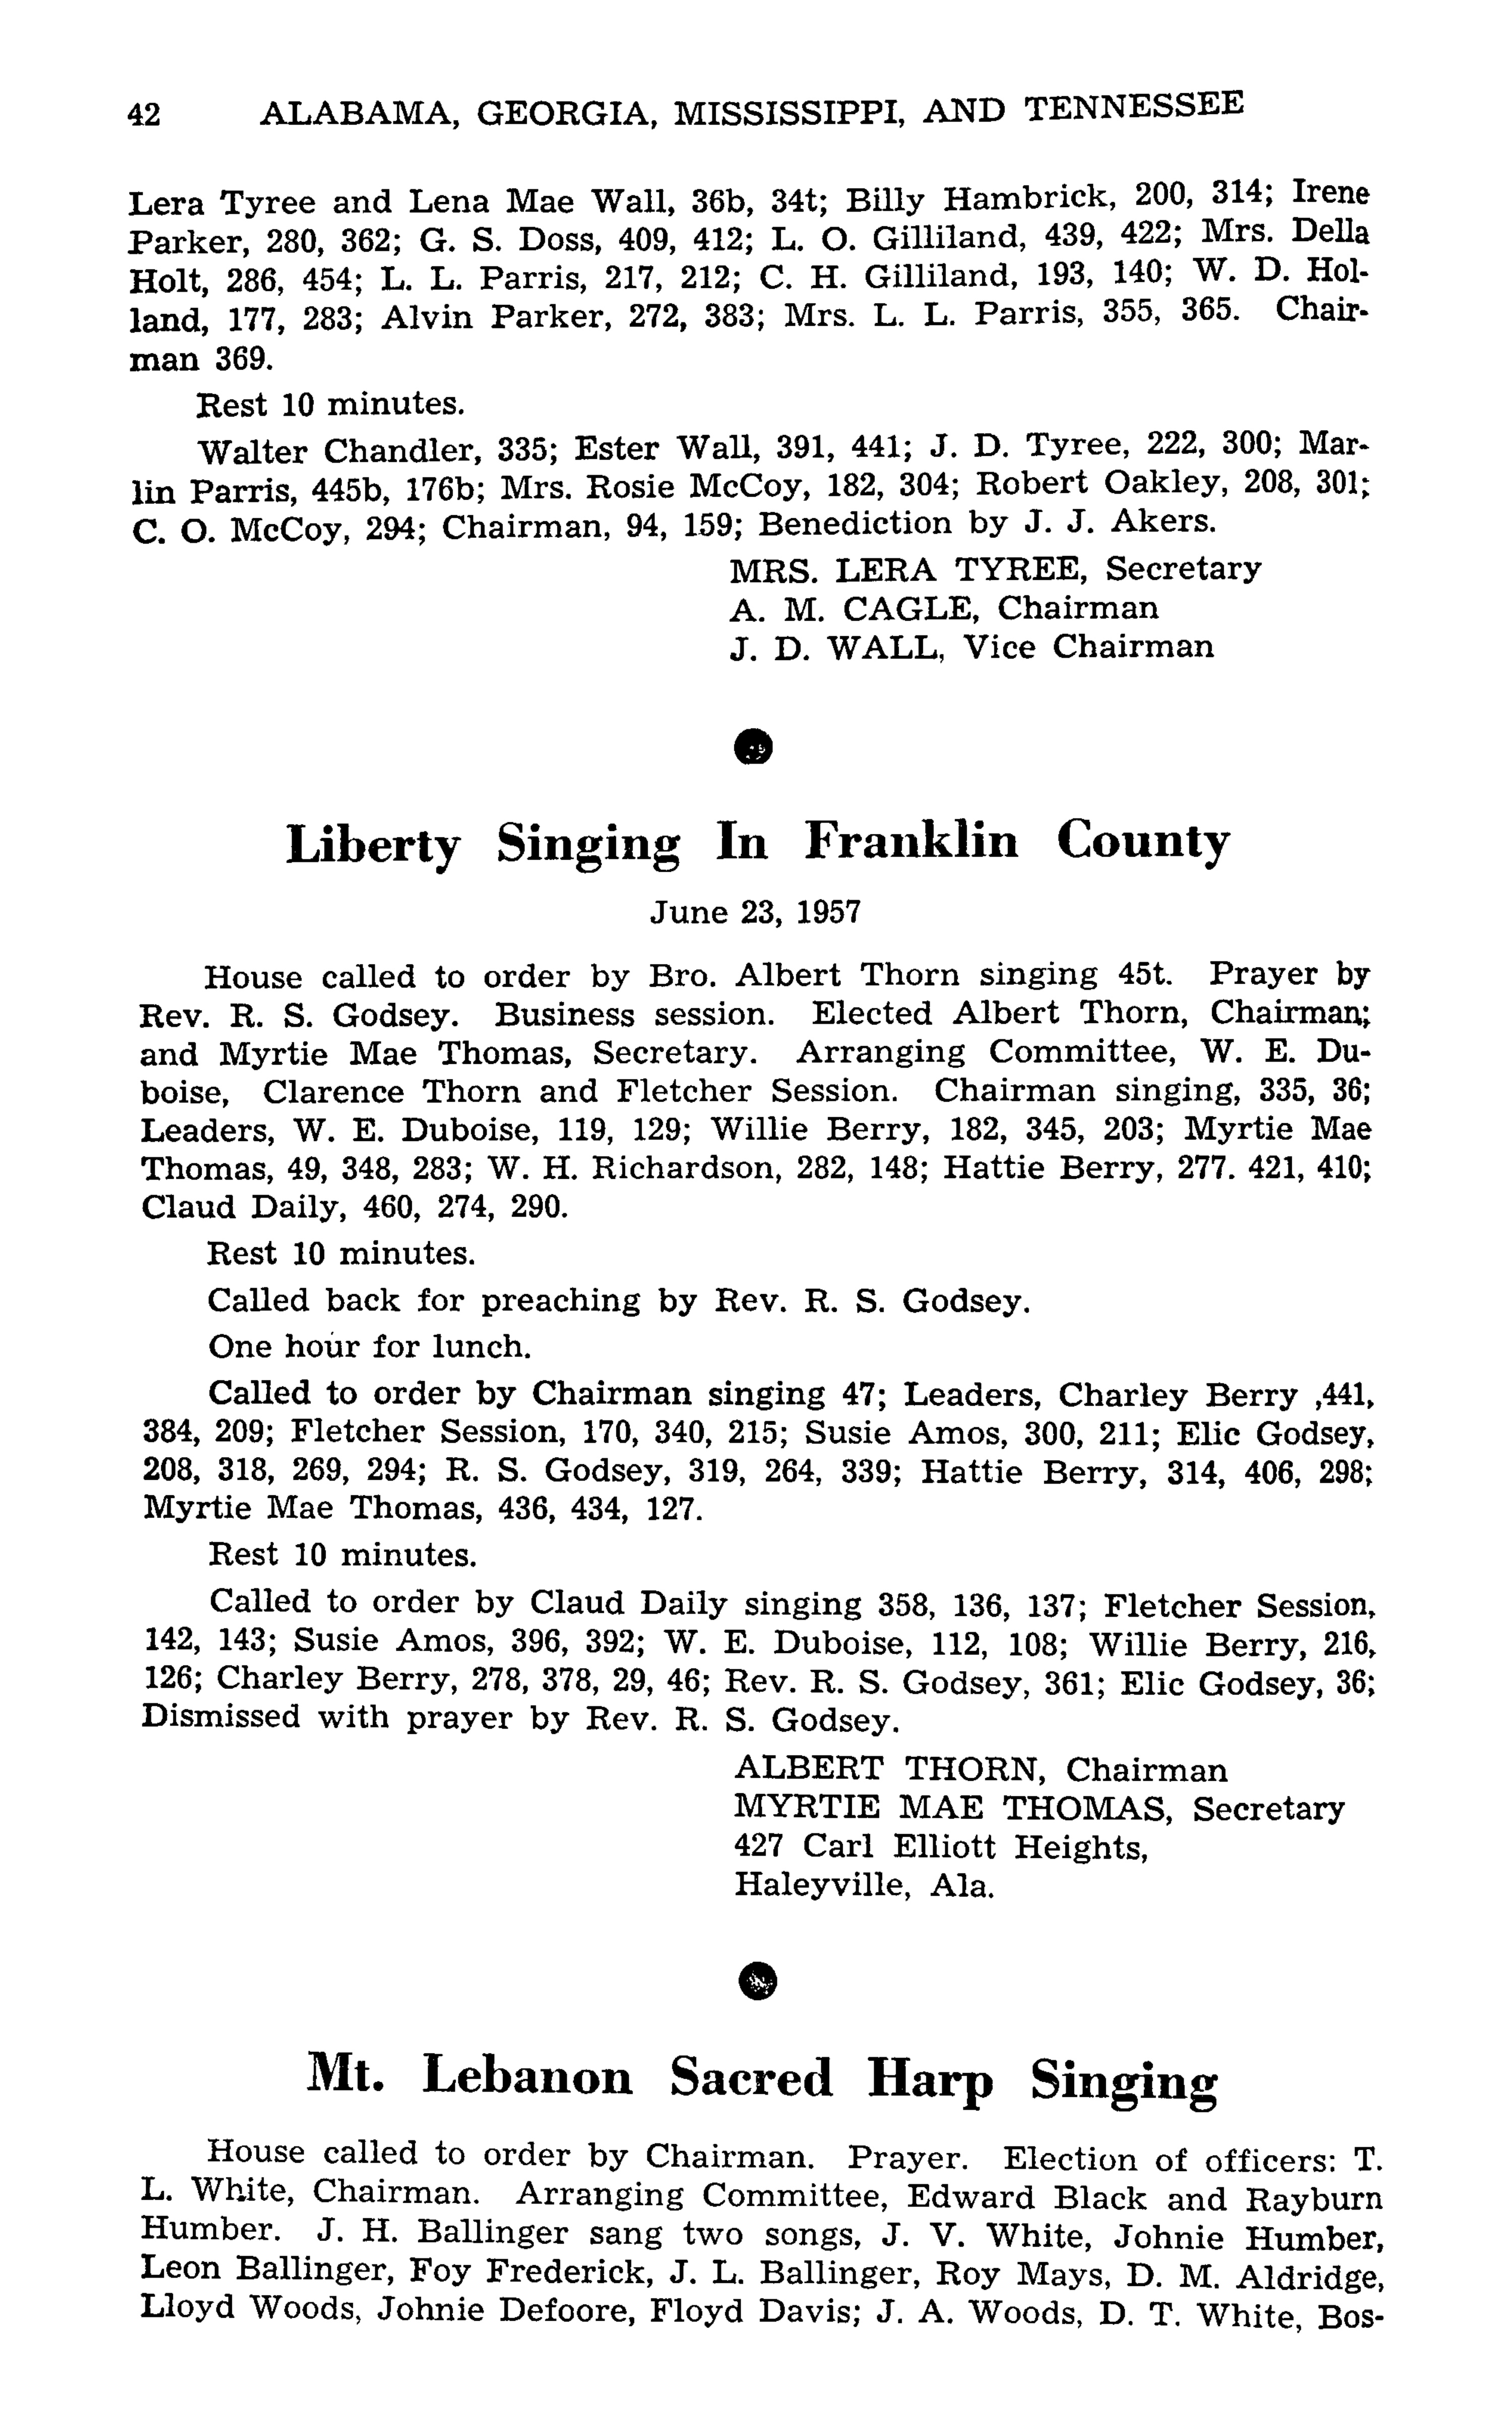 42 ALABAMA, GEORGIA, MISSISSIPPI, AND TENNESSEE
Lera Tyree and Lena Mae Wall, 36b, 34t; Billy Hambrick, 200, 314; Irene
Parker, 280, 362; G. S. Doss, 409, 412; L. O. Gilliland, 439, 422; Mrs. Della
Holt, 286, 454; L. L. Parris, 217, 212; C. H. Gilliland, 193, 140; W. D. Hol-
land, 177, 283; Alvin Parker, 272, 383; Mrs. L. L. Parris, 355, 365. Chair-
man 369.
Rest 10 minutes.
Walter Chandler, 335; Ester Wall, 391, 441; J. D. Tyree, 222, 300; Mar-
lin Parris, 445b, 176b; Mrs. Rosie McCoy, 182, 304; Robert Oakley, 208, 301;
C. O. McCoy, 294; Chairman, 94, 159; Benediction by J. J. Akers.
MRS. LERA TYREE, Secretary
A. M. CAGLE, Chairman
J. D. WALL, Vice Chairman
Liberty Singing In Franklin County
June 23, 1957
House called to order by Bro. Albert Thorn singing 45t. Prayer by
Rev. R. S. Godsey. Business session. Elected Albert Thorn, Chairman;
and Myrtie Mae Thomas, Secretary. Arranging Committee, W. E. Du-
boise, Clarence Thorn and Fletcher Session. Chairman singing, 335, 36;
Leaders, W. E. Duboise, 119, 129; Willie Berry, 182, 345, 203; Myrtie Mae
Thomas, 49, 348, 283; W. H. Richardson, 282, 148; Hattie Berry, 277. 421, 410;
Claud Daily, 460, 274, 290.
Rest 10 minutes.
Called back for preaching by Rev. R. S. Godsey.
One hour for lunch.
Called to order by Chairman singing 47; Leaders, Charley Berry ,441,
384, 209; Fletcher Session, 170, 340, 215; Susie Amos, 300, 211; Elic Godsey,
208, 318, 269, 294; R. S. Godsey, 319, 264, 339; Hattie Berry, 314, 406, 298;
Myrtie Mae Thomas, 436, 434, 127.
Rest 10 minutes.
Called to order by Claud Daily singing 358, 136, 137; Fletcher Session,
142, 143; Susie Amos, 396, 392; W. E. Duboise, 112, 108; Willie Berry, 216,
126; Charley Berry, 278, 378, 29, 46; Rev. R. S. Godsey, 361; Elic Godsey, 36;
Dismissed with prayer by Rev. R. S. Godsey.
ALBERT THORN, Chairman
MYRTIE MAE THOMAS, Secretary
427 Carl Elliott Heights,
Haleyville, Ala.
Mt. Lebanon Sacred Harp Singing
House called to order by Chairman. Prayer. Election of officers: T.
L. White, Chairman. Arranging Committee, Edward Black and Rayburn
Humber. J. H. Ballinger sang two songs, J. V. White, Johnie Humber,
Leon Ballinger, Foy Frederick, J. L. Ballinger, Roy Mays, D. M. Aldridge,
Lloyd Woods, Johnie Defoore, Floyd Davis; J. A. Woods, D. T. White, Bos-